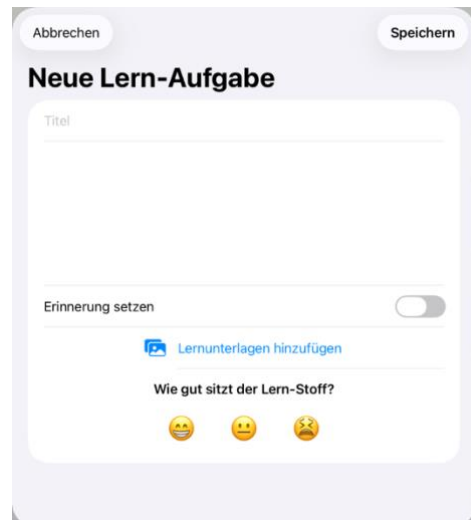 Abbrechen
Speichern
Neue Lern-Aufgabe
Titel
Erinnerung setzen
Lernunterlagen hinzufügen
Wie gut sitzt der Lern-Stoff?